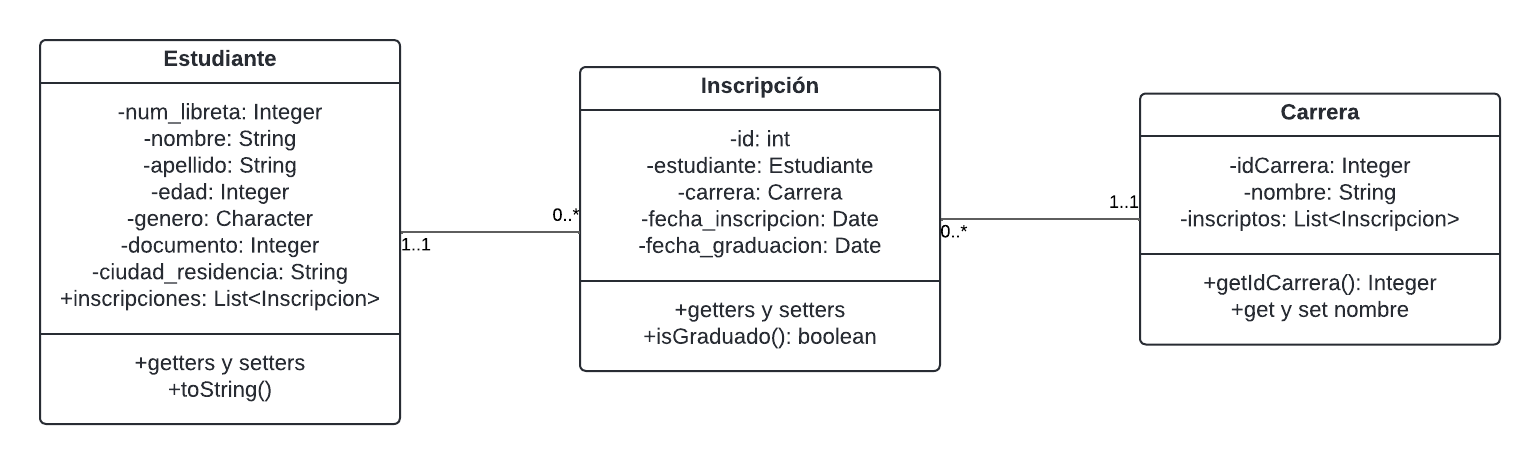 Estudiante
-num_libreta: Integer
-nombre: String
-apellido: String
-edad: Integer
-genero: Character
-documento: Integer
-ciudad_residencia: String
+inscripciones: List<Inscripcion>
+getters y setters
+toString()
1..1
0..*
Inscripción
-id: int
-estudiante: Estudiante
-carrera: Carrera
-fecha_inscripcion: Date
-fecha_graduacion: Date
+getters y setters
+isGraduado(): boolean
0..*
1..1
Carrera
-idCarrera: Integer
-nombre: String
-inscriptos: List<Inscripcion>
+getIdCarrera(): Integer
+get y set nombre